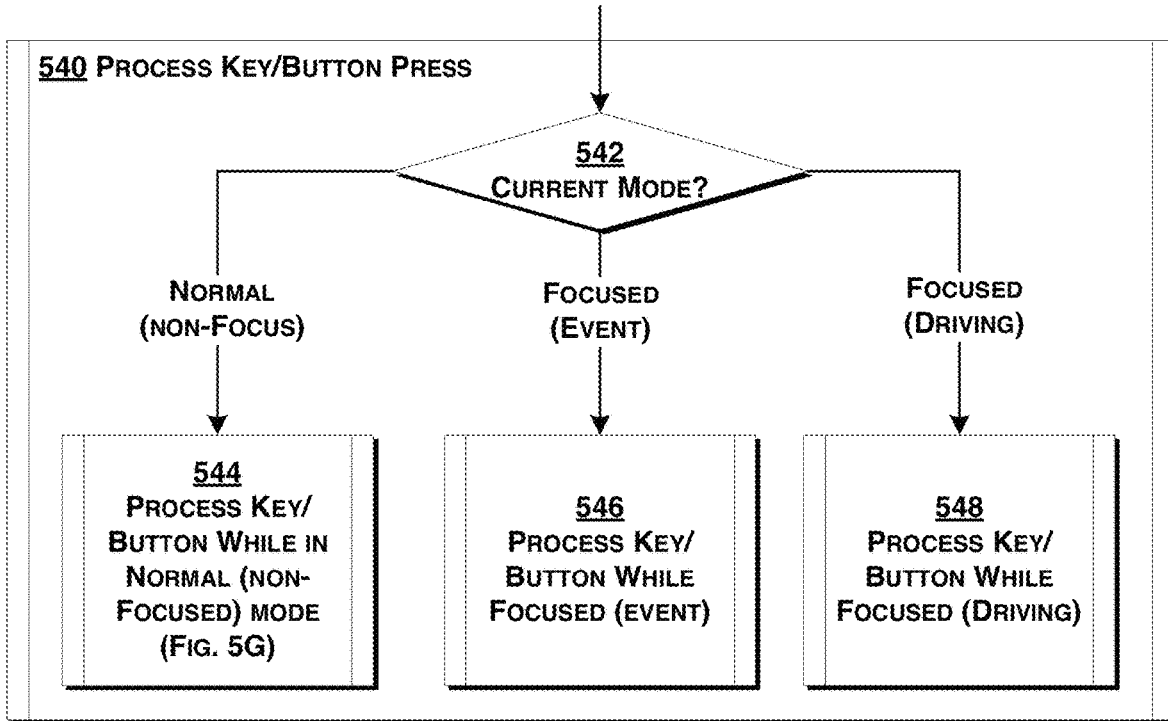 540 PROCESS KEY/BUTTON PRESS
542
CURRENT MODE?
NORMAL
(NON-FOCUS)
FOCUSED
(EVENT)
FOCUSED
(DRIVING)
544
PROCESS KEY/
BUTTON WHILE IN
NORMAL (NON-
FOCUSED) MODE
(FIG. 5G)
546
PROCESS KEY/
BUTTON WHILE
FOCUSED (EVENT)
548
PROCESS KEY/
BUTTON WHILE
FOCUSED (DRIVING)